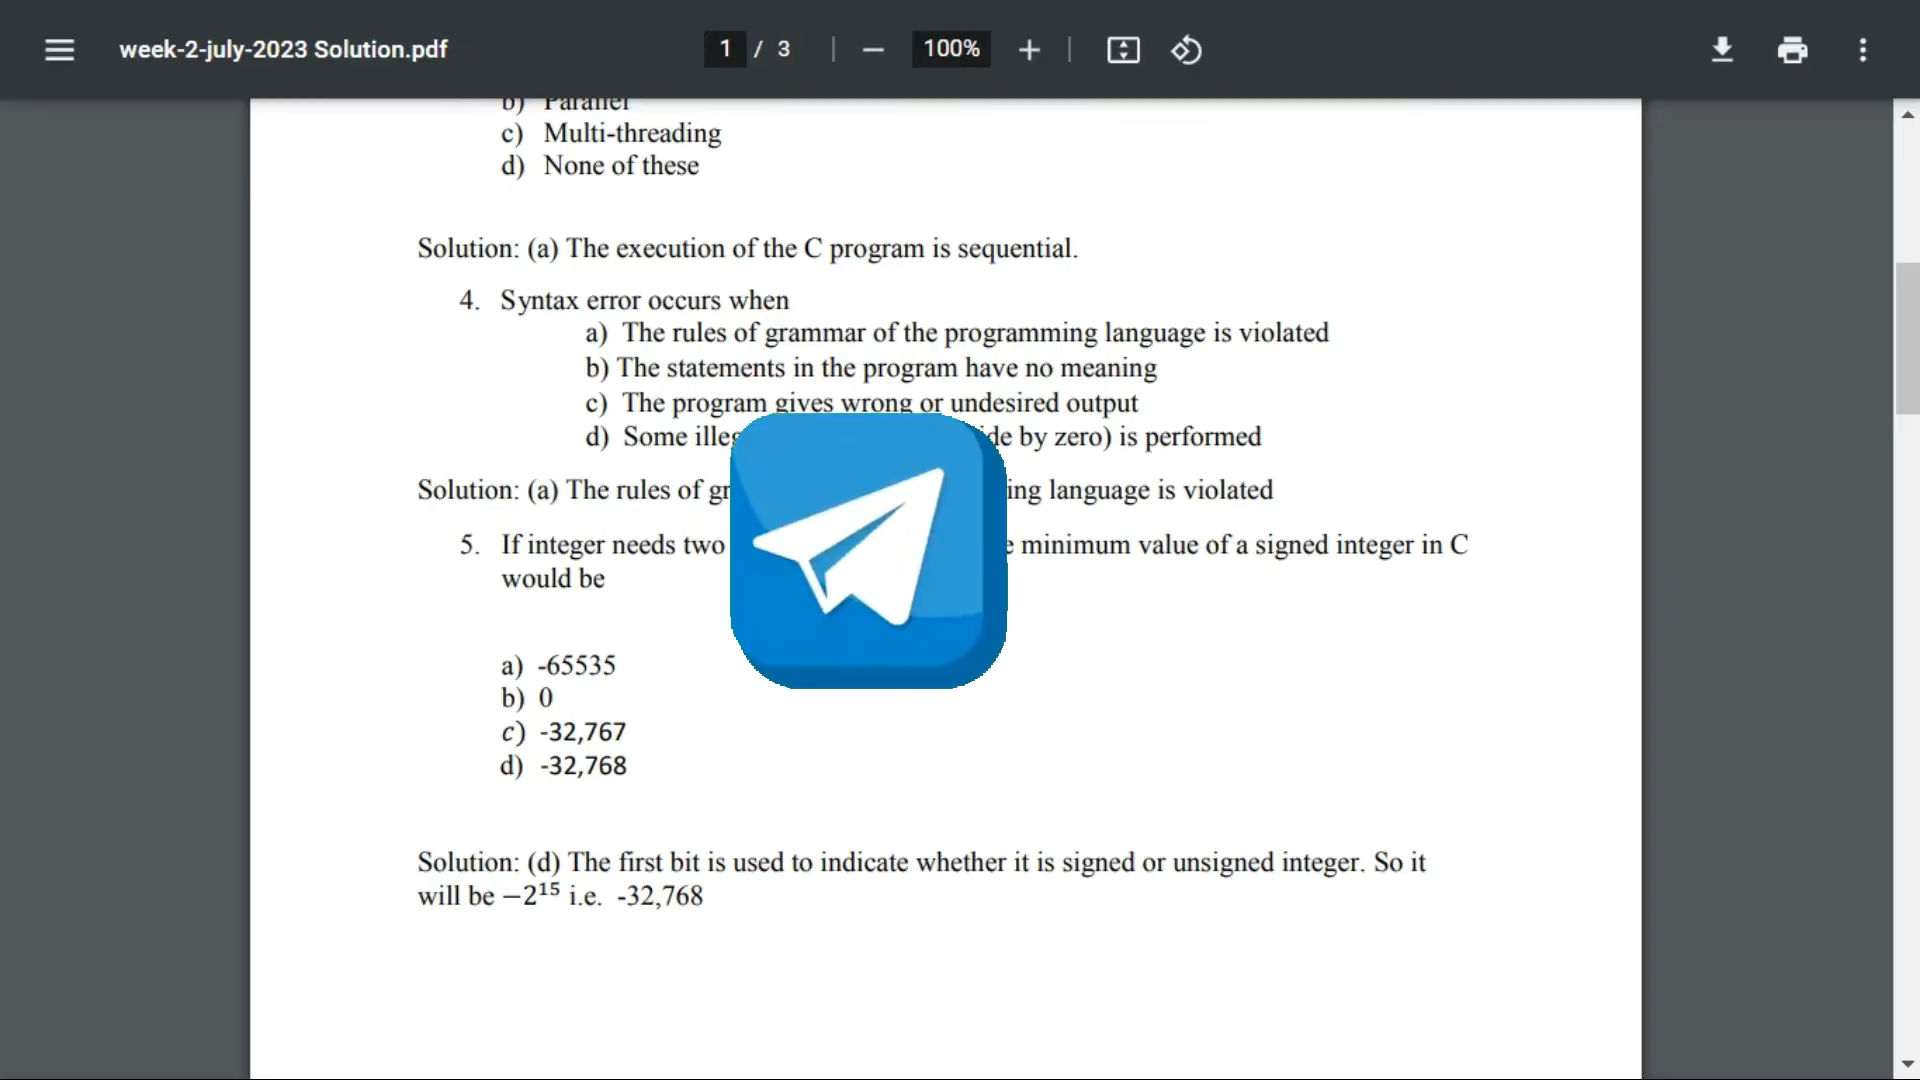 week-2-july-2023 Solution.pdf
1 / 3
100%
b) Parallel
c) Multi-threading
d) None of these
Solution: (a) The execution of the C program is sequential.
4. Syntax error occurs when
a) The rules of grammar of the programming language is violated
b) The statements in the program have no meaning
c) The program gives wrong or undesired output
d) Some by zero) is performed
Solution: (a) The rules of language is violated
5. If integer needs two minimum value of a signed integer in C
would be
a) -65535
b) 0
c) -32,767
d) -32,768
Solution: (d) The first bit is used to indicate whether it is signed or unsigned integer. So it
will be −2¹⁵ i.e. -32,768